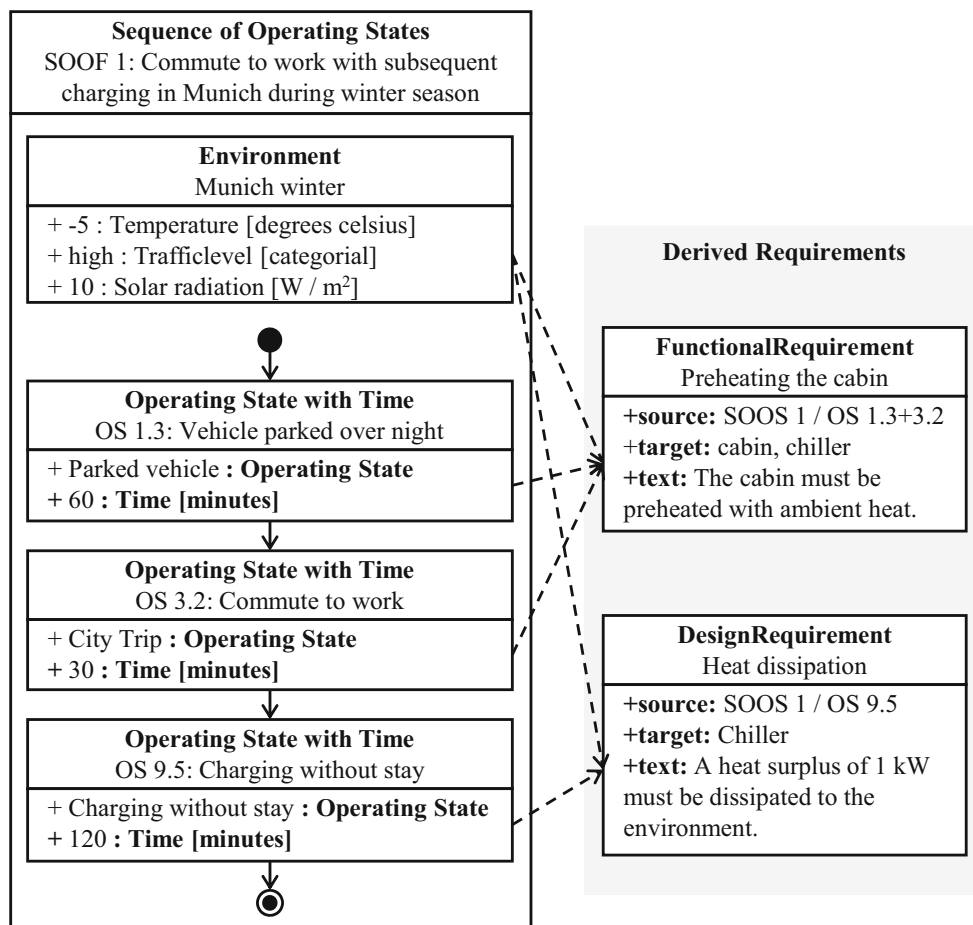 Sequence of Operating States
SOOF 1: Commute to work with subsequent
charging in Munich during winter season
Environment
Munich winter
+ -5 : Temperature [degrees celsius]
+ high : Trafficlevel [categorial]
+ 10 : Solar radiation [W / m²]
Operating State with Time
OS 1.3: Vehicle parked over night
+ Parked vehicle : Operating State
+ 60 : Time [minutes]
Operating State with Time
OS 3.2: Commute to work
+ City Trip : Operating State
+ 30 : Time [minutes]
Operating State with Time
OS 9.5: Charging without stay
+ Charging without stay : Operating State
+ 120 : Time [minutes]
Derived Requirements
FunctionalRequirement
Preheating the cabin
+source: SOOS 1 / OS 1.3+3.2
+target: cabin, chiller
+text: The cabin must be
preheated with ambient heat.
DesignRequirement
Heat dissipation
+source: SOOS 1 / OS 9.5
+target: Chiller
+text: A heat surplus of 1 kW
must be dissipated to the
environment.